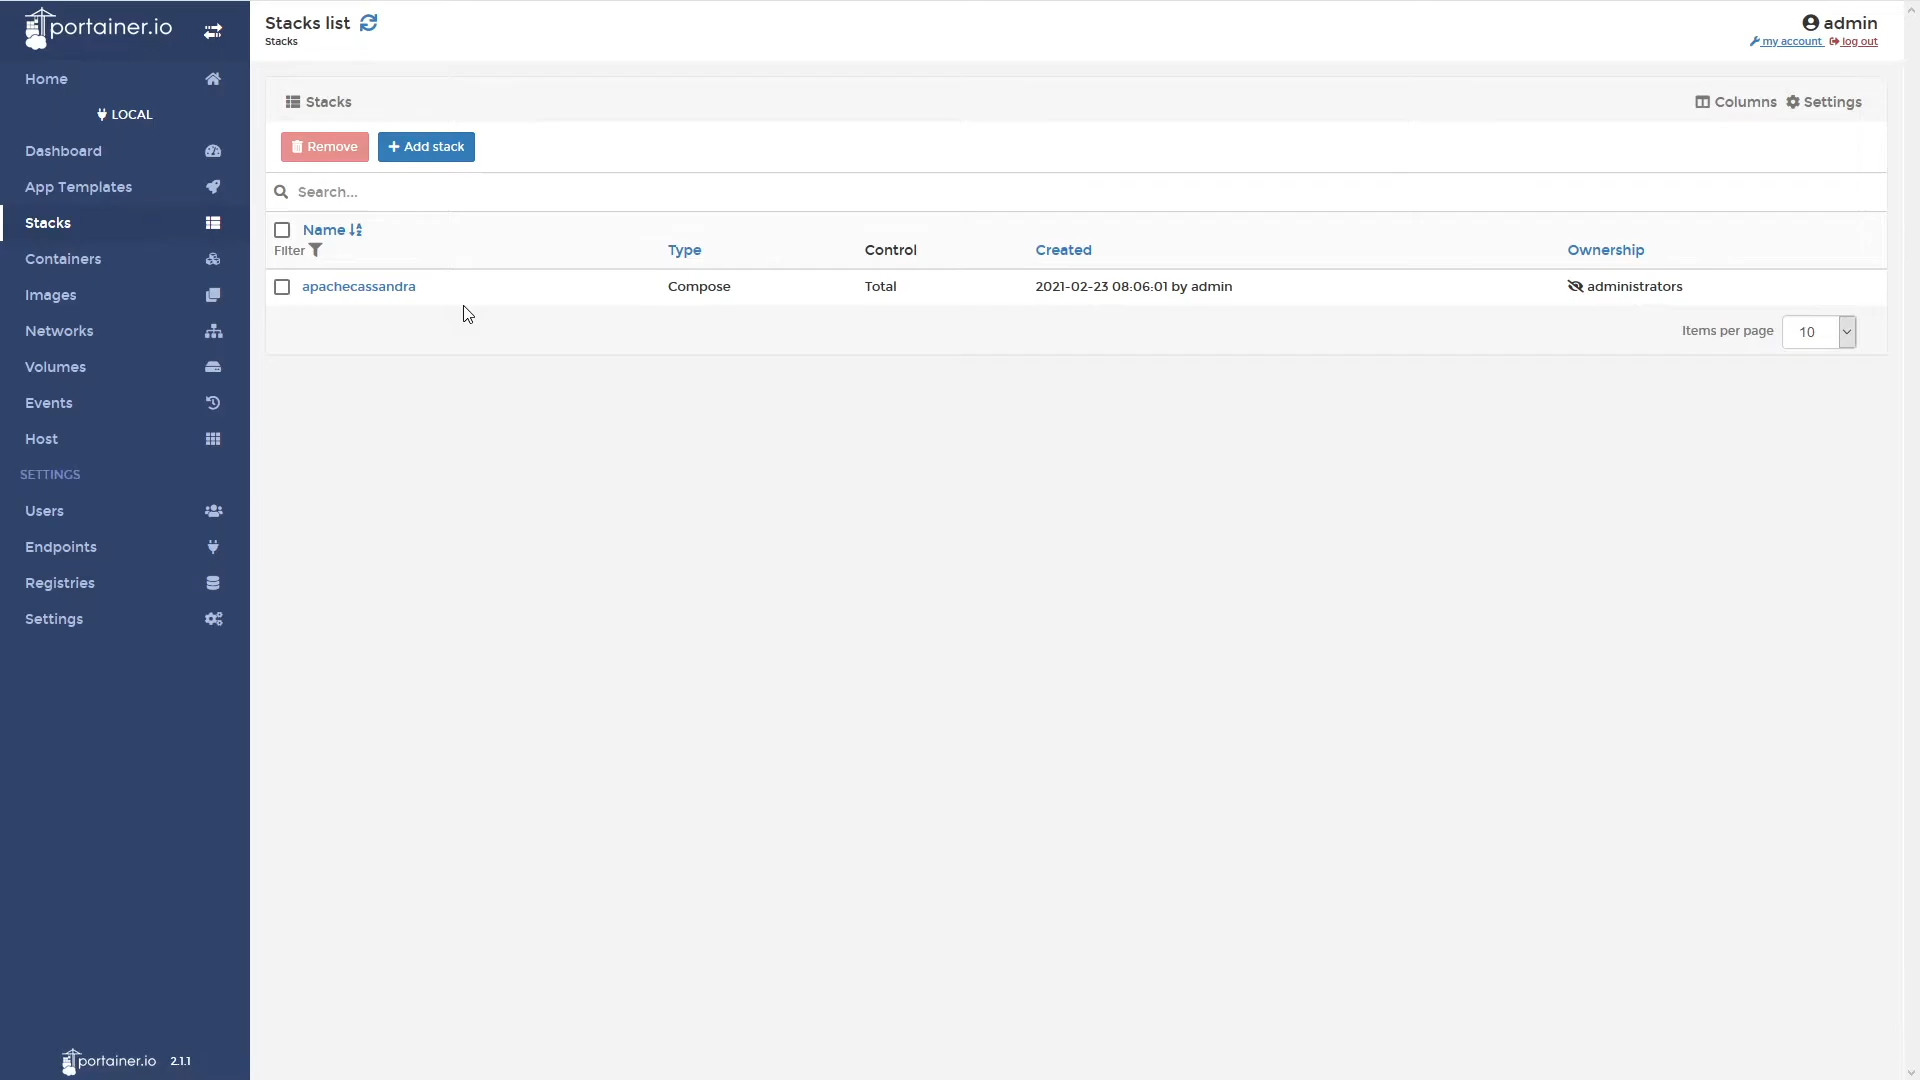 portainer.io
Home
LOCAL
Dashboard
App Templates
Stacks
Containers
Images
Networks
Volumes
Events
Host
SETTINGS
Users
Endpoints
Registries
Settings
portainer.io 2.1.1
Stacks list
Stacks
admin
my account log out
Stacks
Columns Settings
Remove + Add stack
Search...
Name
Filter Type Control Created Ownership
apachecassandra Compose Total 2021-02-23 08:06:01 by admin administrators
Items per page 10